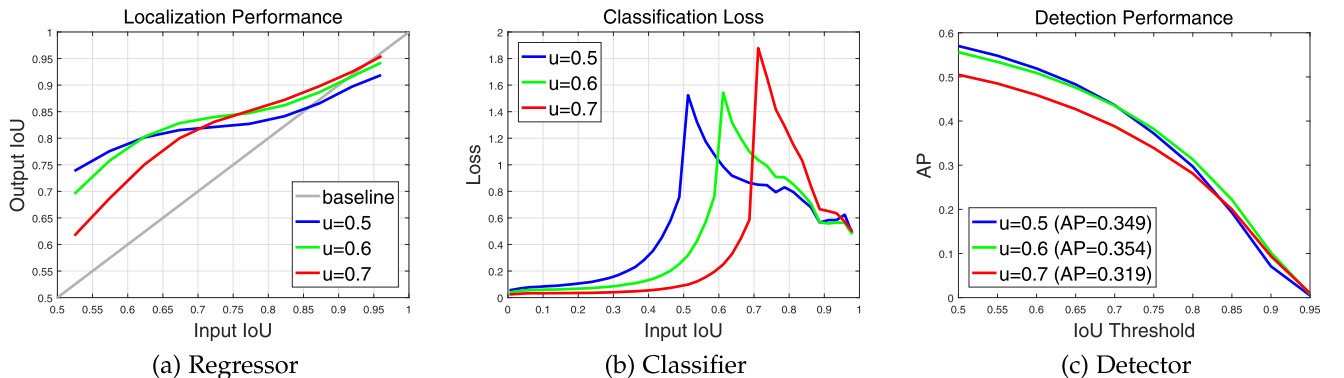 Localization Performance
1
0.95
0.9
0.85
0.8
0.75
0.7
0.65
0.6
0.55
0.5
Output IoU
baseline
u=0.5
u=0.6
u=0.7
0.5 0.55 0.6 0.65 0.7 0.75 0.8 0.85 0.9 0.95 1
Input IoU
(a) Regressor
Classification Loss
2
1.8
1.6
1.4
1.2
1
0.8
0.6
0.4
0.2
0
Loss
u=0.5
u=0.6
u=0.7
0 0.1 0.2 0.3 0.4 0.5 0.6 0.7 0.8 0.9 1
Input IoU
(b) Classifier
Detection Performance
0.6
0.5
0.4
0.3
0.2
0.1
0
AP
u=0.5 (AP=0.349)
u=0.6 (AP=0.354)
u=0.7 (AP=0.319)
0.5 0.55 0.6 0.65 0.7 0.75 0.8 0.85 0.9 0.95
IoU Threshold
(c) Detector